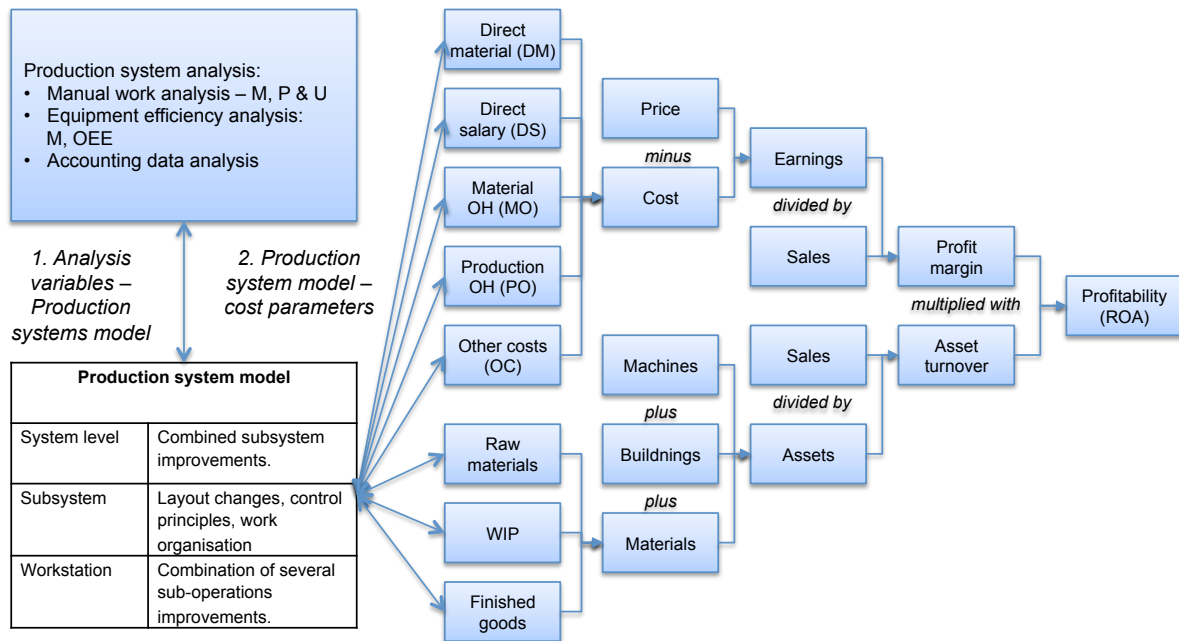 Production system analysis:
• Manual work analysis – M, P & U
• Equipment efficiency analysis:
M, OEE
• Accounting data analysis
1. Analysis
variables –
Production
systems model
2. Production
system model –
cost parameters
Production system model
System level
Combined subsystem
improvements.
Subsystem
Layout changes, control
principles, work
organisation
Workstation
Combination of several
sub-operations
improvements.
Direct
material (DM)
Direct
salary (DS)
Material
OH (MO)
Production
OH (PO)
Other costs
(OC)
Raw
materials
WIP
Finished
goods
Price
minus
Cost
Machines
plus
Buildnings
plus
Materials
Earnings
divided by
Sales
Sales
divided by
Assets
Profit
margin
multiplied with
Asset
turnover
Profitability
(ROA)